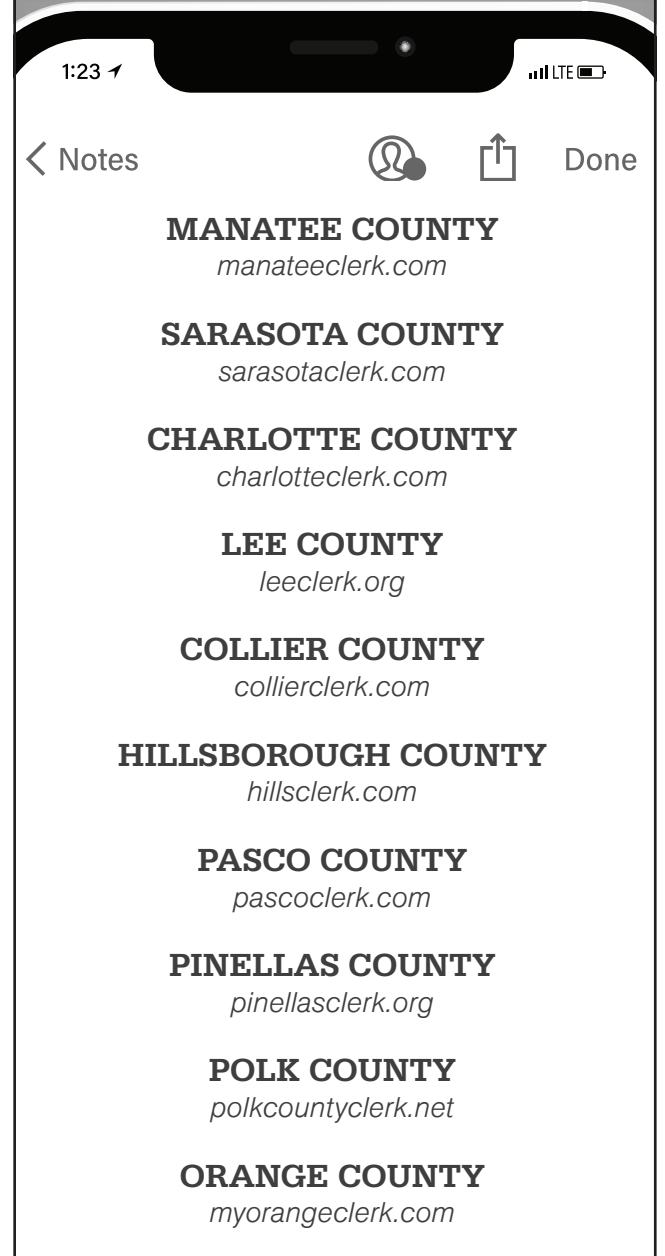 1:23
LTE
Notes
Done
MANATEE COUNTY
manateeclerk.com
SARASOTA COUNTY
sarasotaclerk.com
CHARLOTTE COUNTY
charlotteclerk.com
LEE COUNTY
leeclerk.org
COLLIER COUNTY
collierclerk.com
HILLSBOROUGH COUNTY
hillsclerk.com
PASCO COUNTY
pascoclerk.com
PINELLAS COUNTY
pinellasclerk.org
POLK COUNTY
polkcountyclerk.net
ORANGE COUNTY
myorangeclerk.com